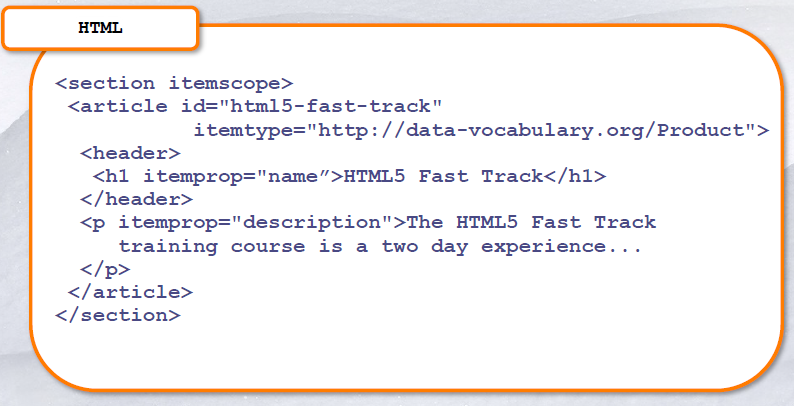 HTML
<section itemscope>
<article id="html5-fast-track"
itemtype="http://data-vocabulary.org/Product">
<header>
<h1 itemprop="name”>HTML5 Fast Track</h1>
</header>
<p itemprop="description">The HTML5 Fast Track
training course is a two day experience...
</p>
</article>
</section>